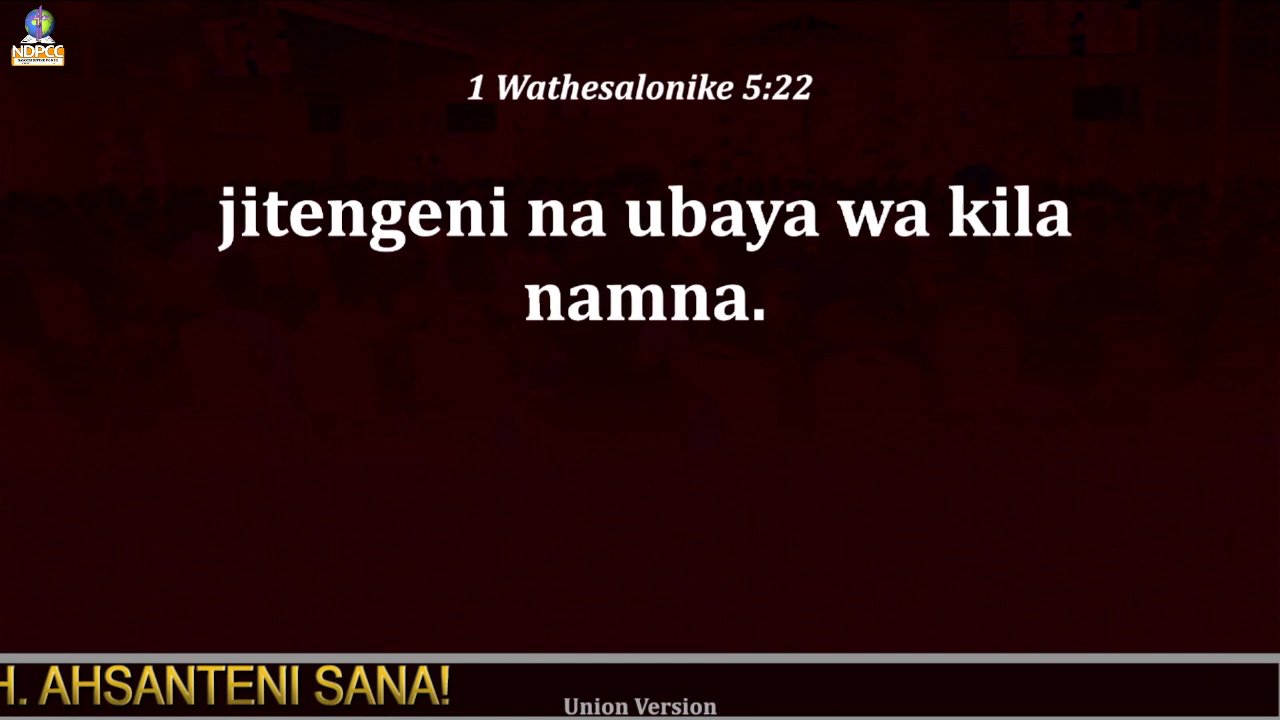 NDPCC
1 Wathesalonike 5:22
jitengeni na ubaya wa kila
namna.
H. AHSANTENI SANA!
Union Version